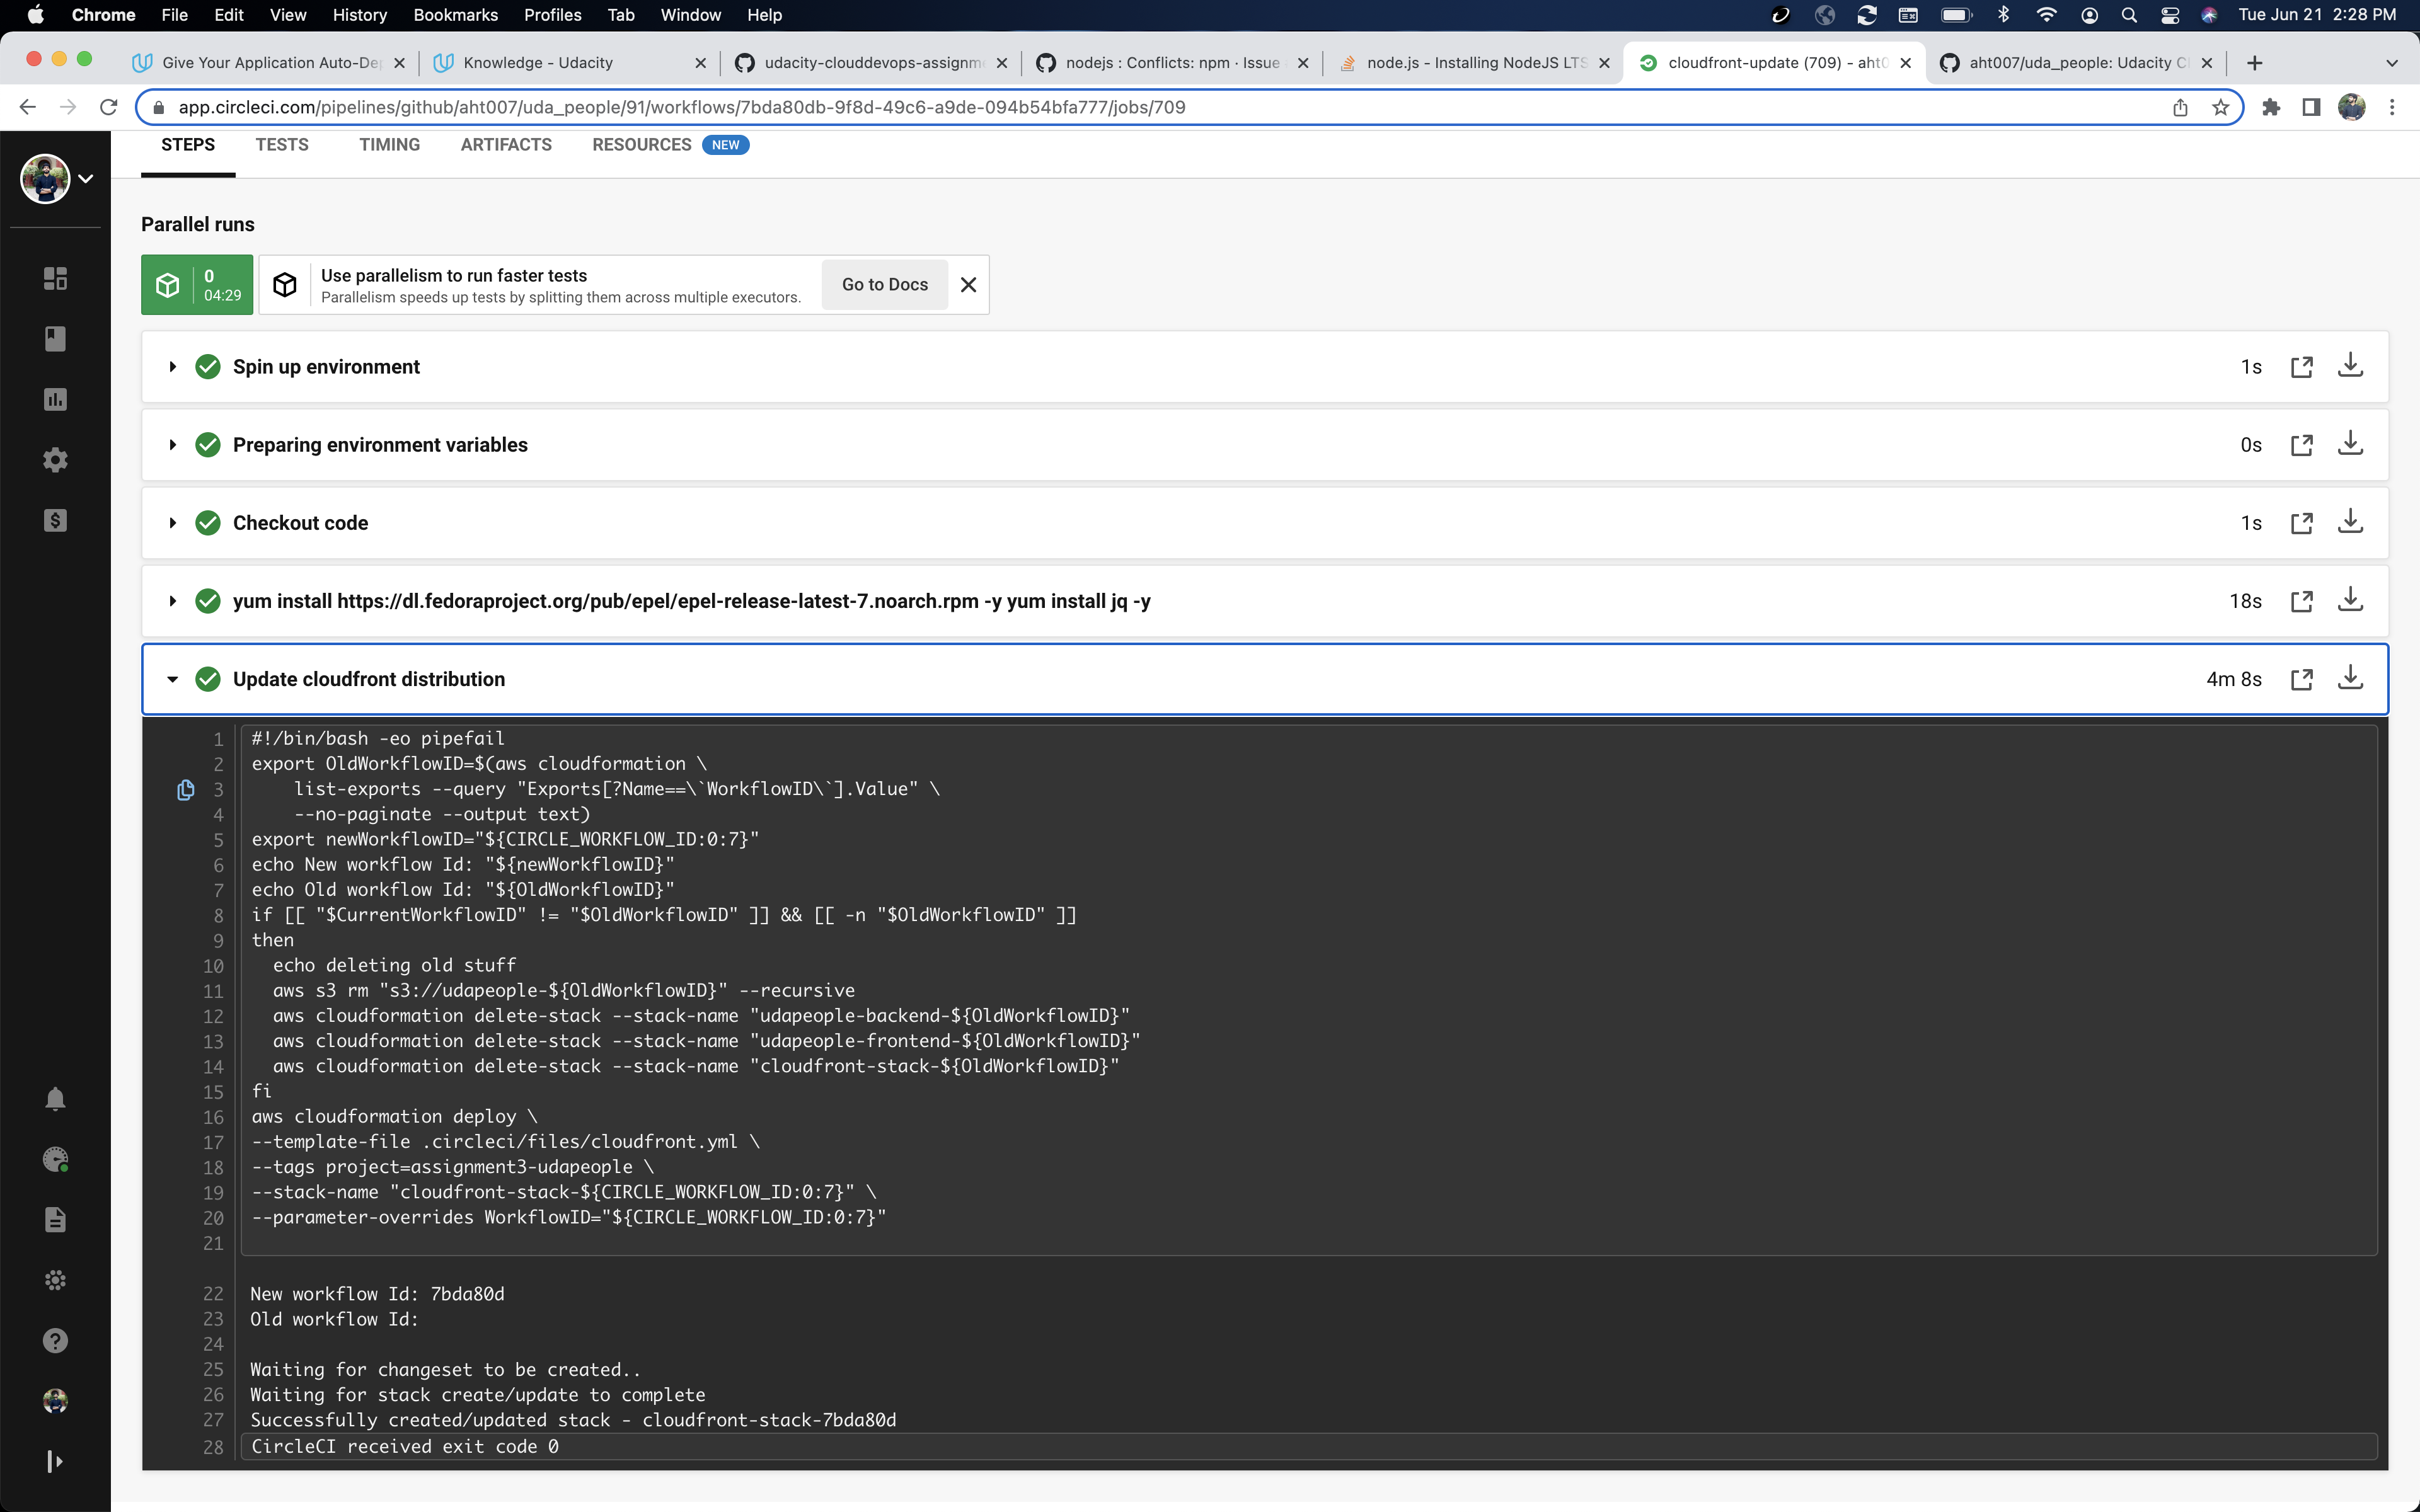 Chrome File Edit View History Bookmarks Profiles Tab Window Help Tue Jun 21 2:28 PM
Give Your Application Auto-De Knowledge - Udacity udacity-clouddevops-assignm nodejs : Conflicts: npm · Issue node.js - Installing NodeJS LTS cloudfront-update (709) - aht0 aht007/uda_people: Udacity Cl
app.circleci.com/pipelines/github/aht007/uda_people/91/workflows/7bda80db-9f8d-49c6-a9de-094b54bfa777/jobs/709
STEPS TESTS TIMING ARTIFACTS RESOURCES NEW
Parallel runs
0
04:29
Use parallelism to run faster tests
Parallelism speeds up tests by splitting them across multiple executors.
Go to Docs
Spin up environment 1s
Preparing environment variables 0s
Checkout code 1s
yum install https://dl.fedoraproject.org/pub/epel/epel-release-latest-7.noarch.rpm -y yum install jq -y 18s
Update cloudfront distribution 4m 8s
1 #!/bin/bash -eo pipefail
2 export OldWorkflowID=$(aws cloudformation \
3 list-exports --query "Exports[?Name==\`WorkflowID\`].Value" \
4 --no-paginate --output text)
5 export newWorkflowID="${CIRCLE_WORKFLOW_ID:0:7}"
6 echo New workflow Id: "${newWorkflowID}"
7 echo Old workflow Id: "${OldWorkflowID}"
8 if [[ "$CurrentWorkflowID" != "$OldWorkflowID" ]] && [[ -n "$OldWorkflowID" ]]
9 then
10 echo deleting old stuff
11 aws s3 rm "s3://udapeople-${OldWorkflowID}" --recursive
12 aws cloudformation delete-stack --stack-name "udapeople-backend-${OldWorkflowID}"
13 aws cloudformation delete-stack --stack-name "udapeople-frontend-${OldWorkflowID}"
14 aws cloudformation delete-stack --stack-name "cloudfront-stack-${OldWorkflowID}"
15 fi
16 aws cloudformation deploy \
17 --template-file .circleci/files/cloudfront.yml \
18 --tags project=assignment3-udapeople \
19 --stack-name "cloudfront-stack-${CIRCLE_WORKFLOW_ID:0:7}" \
20 --parameter-overrides WorkflowID="${CIRCLE_WORKFLOW_ID:0:7}"
21
22 New workflow Id: 7bda80d
23 Old workflow Id:
24
25 Waiting for changeset to be created..
26 Waiting for stack create/update to complete
27 Successfully created/updated stack - cloudfront-stack-7bda80d
28 CircleCI received exit code 0